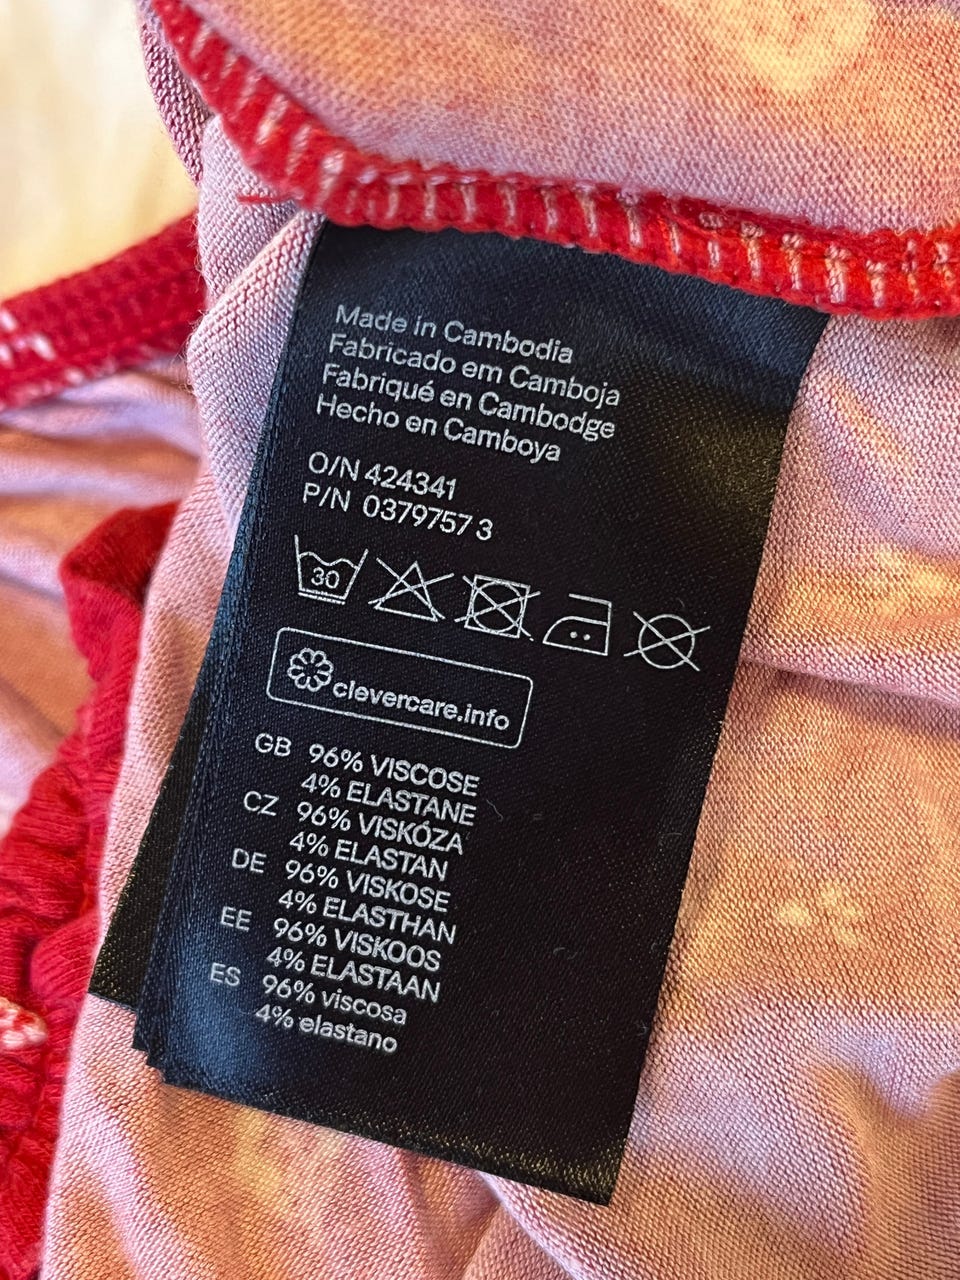 Made in Cambodia
Fabricado em Camboja
Fabriqué en Cambodge
Hecho en Camboya
O/N 424341
P/N 0379757 3
30
clevercare.info
GB 96% VISCOSE
4% ELASTANE
CZ 96% VISKÓZA
4% ELASTAN
DE 96% VISKOSE
4% ELASTHAN
EE 96% VISKOOS
4% ELASTAAN
ES 96% viscosa
4% elastano